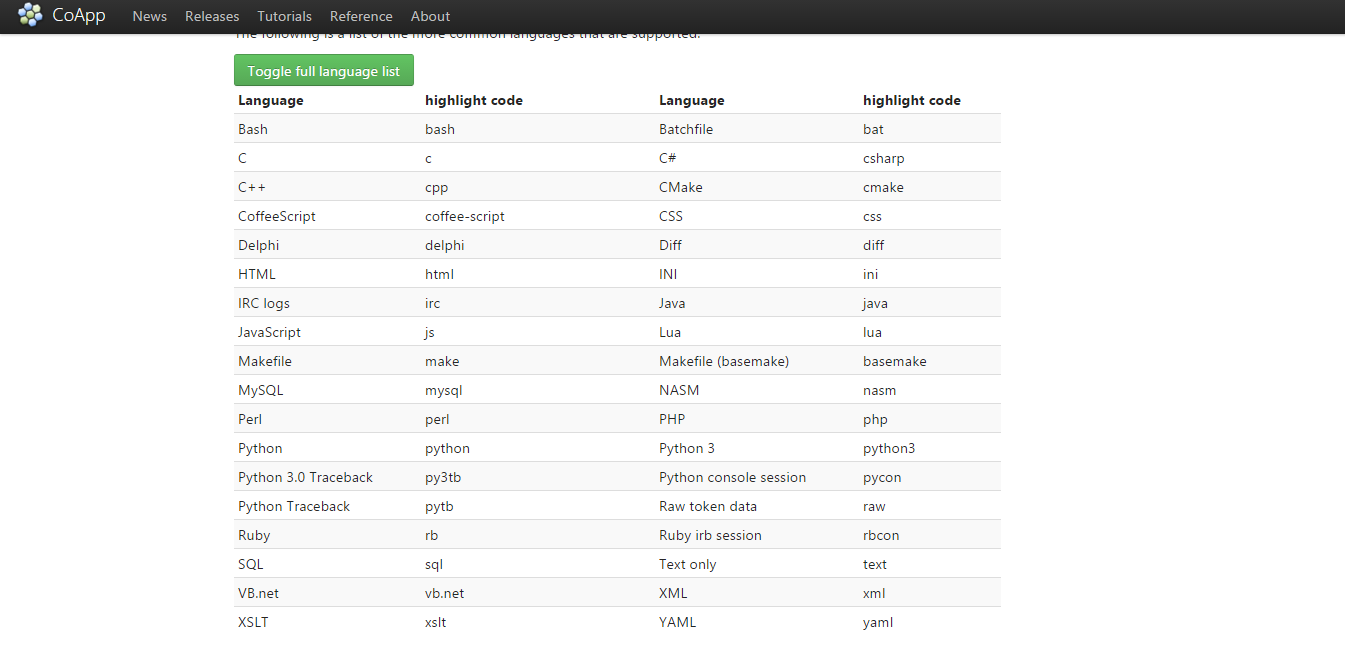 CoApp News Releases Tutorials Reference About
The following is a list of the more common languages that are supported.
Toggle full language list
Language highlight code Language highlight code
Bash bash Batchfile bat
C c C# csharp
C++ cpp CMake cmake
CoffeeScript coffee-script CSS css
Delphi delphi Diff diff
HTML html INI ini
IRC logs irc Java java
JavaScript js Lua lua
Makefile make Makefile (basemake) basemake
MySQL mysql NASM nasm
Perl perl PHP php
Python python Python 3 python3
Python 3.0 Traceback py3tb Python console session pycon
Python Traceback pytb Raw token data raw
Ruby rb Ruby irb session rbcon
SQL sql Text only text
VB.net vb.net XML xml
XSLT xslt YAML yaml